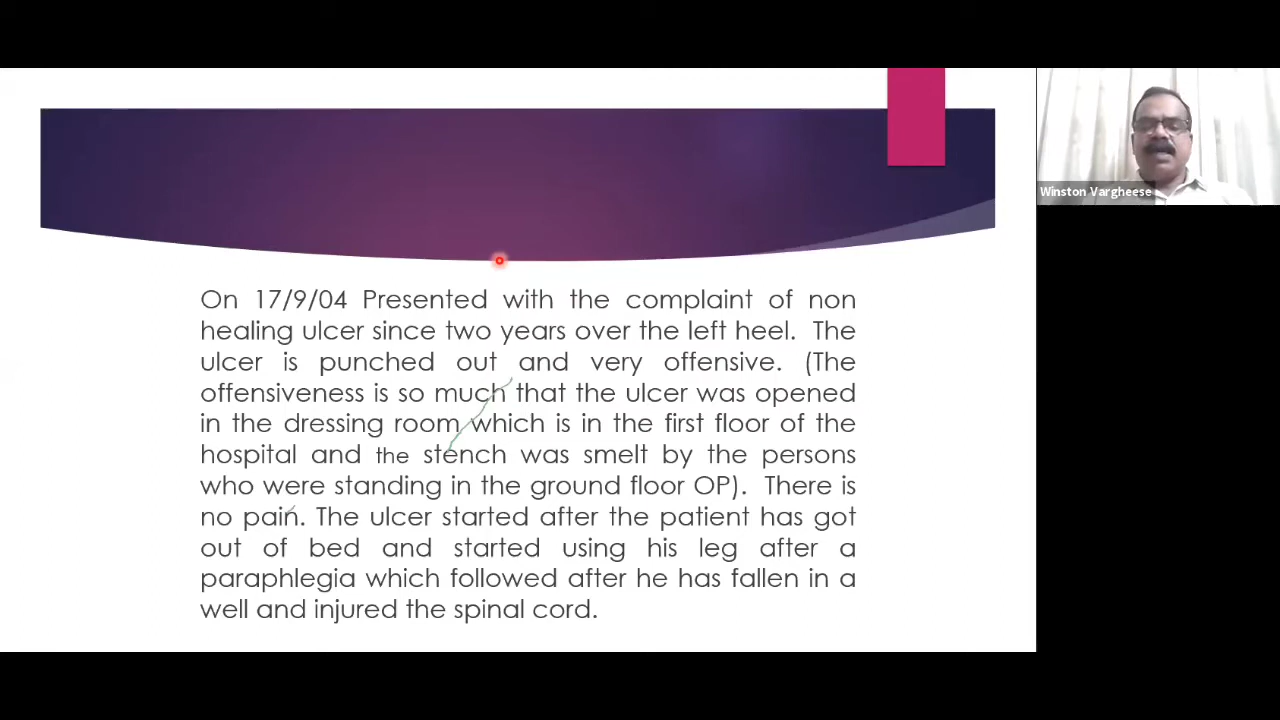 Winston Vargheese
On 17/9/04 Presented with the complaint of non
healing ulcer since two years over the left heel. The
ulcer is punched out and very offensive. (The
offensiveness is so much that the ulcer was opened
in the dressing room which is in the first floor of the
hospital and the stench was smelt by the persons
who were standing in the ground floor OP). There is
no pain. The ulcer started after the patient has got
out of bed and started using his leg after a
paraphlegia which followed after he has fallen in a
well and injured the spinal cord.